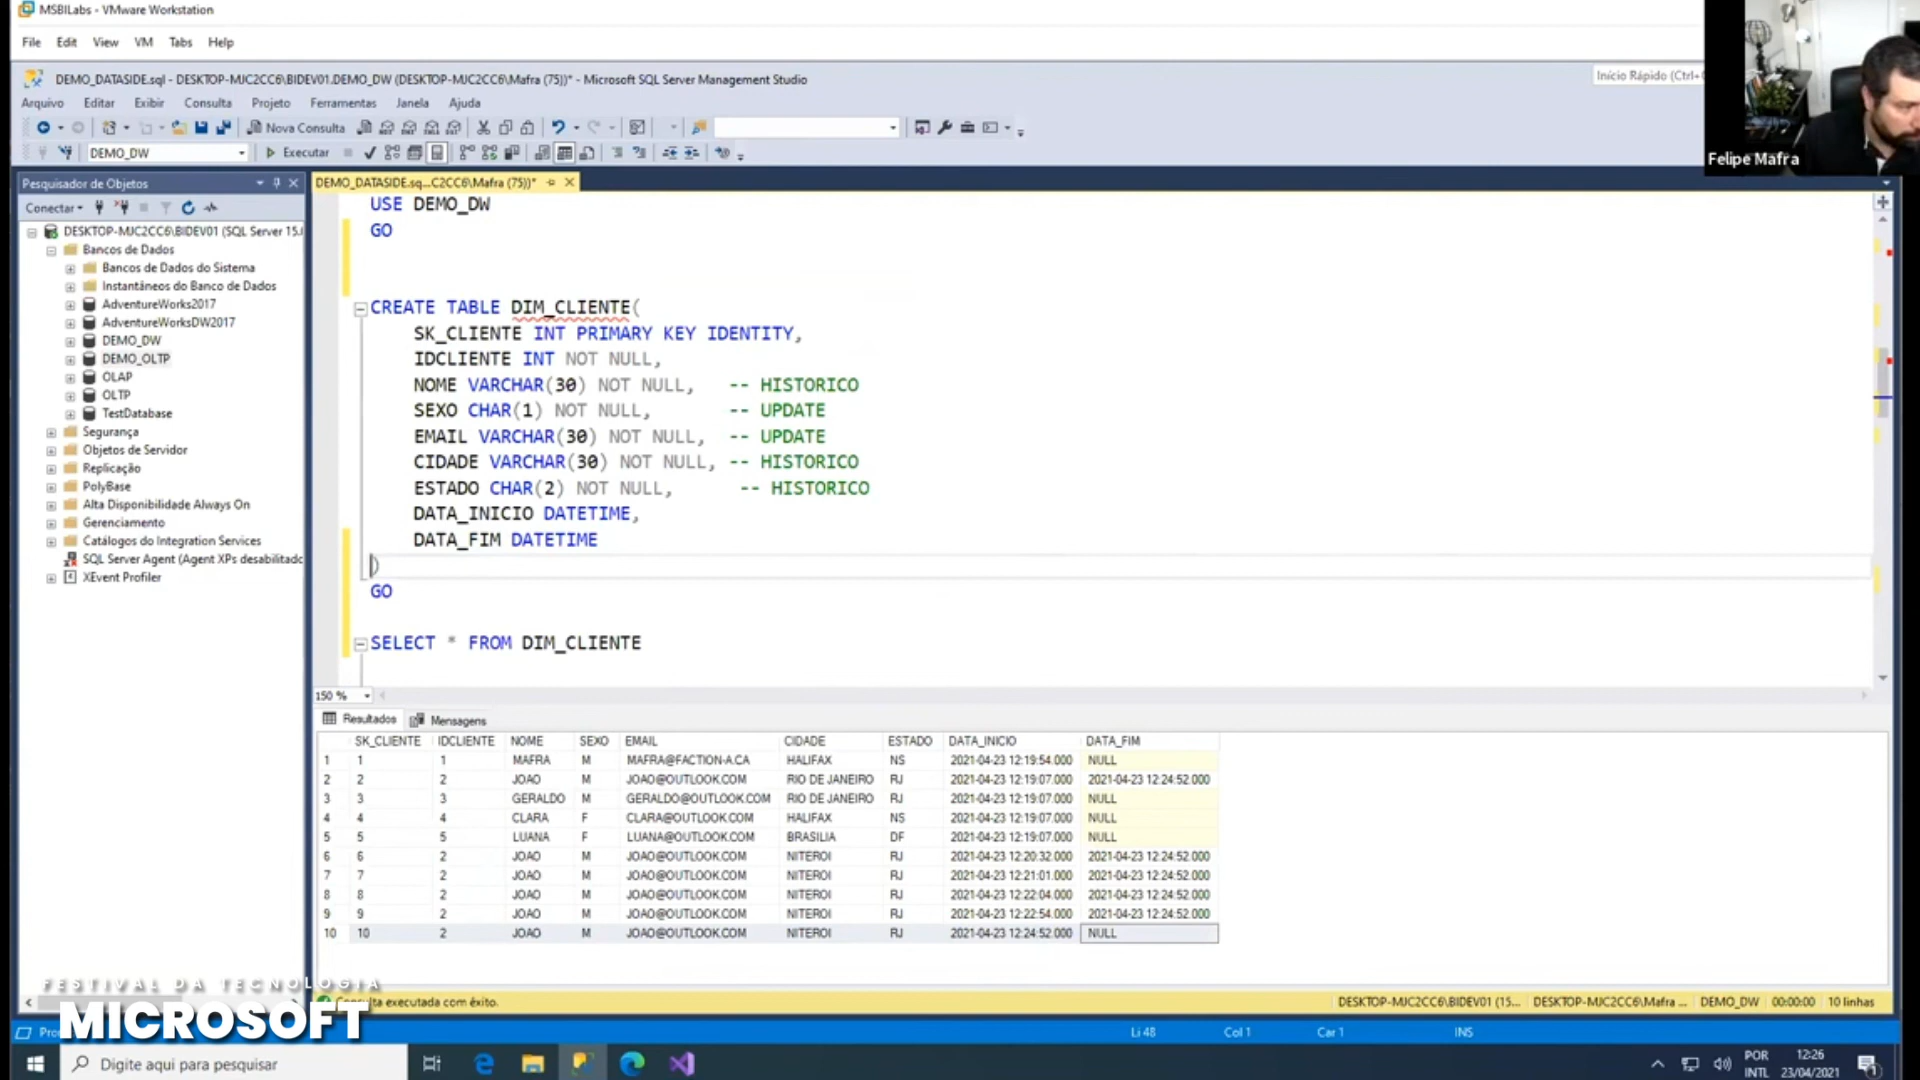 MSBILabs - VMware Workstation
File Edit View VM Tabs Help
DEMO_DATASIDE.sql - DESKTOP-MJC2CC6\BIDEV01.DEMO_DW (DESKTOP-MJC2CC6\Mafra (75))* - Microsoft SQL Server Management Studio
Início Rápido (Ctrl+
Arquivo Editar Exibir Consulta Projeto Ferramentas Janela Ajuda
Nova Consulta
DEMO_DW Executar
Felipe Mafra
Pesquisador de Objetos
DEMO_DATASIDE.sq...C2CC6\Mafra (75))*
Conectar
DESKTOP-MJC2CC6\BIDEV01 (SQL Server 15.
Bancos de Dados
Bancos de Dados do Sistema
Instantâneos do Banco de Dados
AdventureWorks2017
AdventureWorksDW2017
DEMO_DW
DEMO_OLTP
OLAP
OLTP
TestDatabase
Segurança
Objetos de Servidor
Replicação
PolyBase
Alta Disponibilidade Always On
Gerenciamento
Catálogos do Integration Services
SQL Server Agent (Agent XPs desabilitado
XEvent Profiler
USE DEMO_DW
GO
CREATE TABLE DIM_CLIENTE(
SK_CLIENTE INT PRIMARY KEY IDENTITY,
IDCLIENTE INT NOT NULL,
NOME VARCHAR(30) NOT NULL, -- HISTORICO
SEXO CHAR(1) NOT NULL, -- UPDATE
EMAIL VARCHAR(30) NOT NULL, -- UPDATE
CIDADE VARCHAR(30) NOT NULL, -- HISTORICO
ESTADO CHAR(2) NOT NULL, -- HISTORICO
DATA_INICIO DATETIME,
DATA_FIM DATETIME
)
GO
SELECT * FROM DIM_CLIENTE
150 %
Resultados Mensagens
SK_CLIENTE IDCLIENTE NOME SEXO EMAIL CIDADE ESTADO DATA_INICIO DATA_FIM
1 1 1 MAFRA M MAFRA@FACTION-A.CA HALIFAX NS 2021-04-23 12:19:54.000 NULL
2 2 2 JOAO M JOAO@OUTLOOK.COM RIO DE JANEIRO RJ 2021-04-23 12:19:07.000 2021-04-23 12:24:52.000
3 3 3 GERALDO M GERALDO@OUTLOOK.COM RIO DE JANEIRO RJ 2021-04-23 12:19:07.000 NULL
4 4 4 CLARA F CLARA@OUTLOOK.COM HALIFAX NS 2021-04-23 12:19:07.000 NULL
5 5 5 LUANA F LUANA@OUTLOOK.COM BRASILIA DF 2021-04-23 12:19:07.000 NULL
6 6 2 JOAO M JOAO@OUTLOOK.COM NITEROI RJ 2021-04-23 12:20:32.000 2021-04-23 12:24:52.000
7 7 2 JOAO M JOAO@OUTLOOK.COM NITEROI RJ 2021-04-23 12:21:01.000 2021-04-23 12:24:52.000
8 8 2 JOAO M JOAO@OUTLOOK.COM NITEROI RJ 2021-04-23 12:22:04.000 2021-04-23 12:24:52.000
9 9 2 JOAO M JOAO@OUTLOOK.COM NITEROI RJ 2021-04-23 12:22:54.000 2021-04-23 12:24:52.000
10 10 2 JOAO M JOAO@OUTLOOK.COM NITEROI RJ 2021-04-23 12:24:52.000 NULL
FESTIVAL DA TECNOLOGIA
MICROSOFT
Consulta executada com êxito. DESKTOP-MJC2CC6\BIDEV01 (15... DESKTOP-MJC2CC6\Mafra ... DEMO_DW 00:00:00 10 linhas
Li 48 Col 1 Car 1 INS
Digite aqui para pesquisar
POR 12:26
INTL 23/04/2021